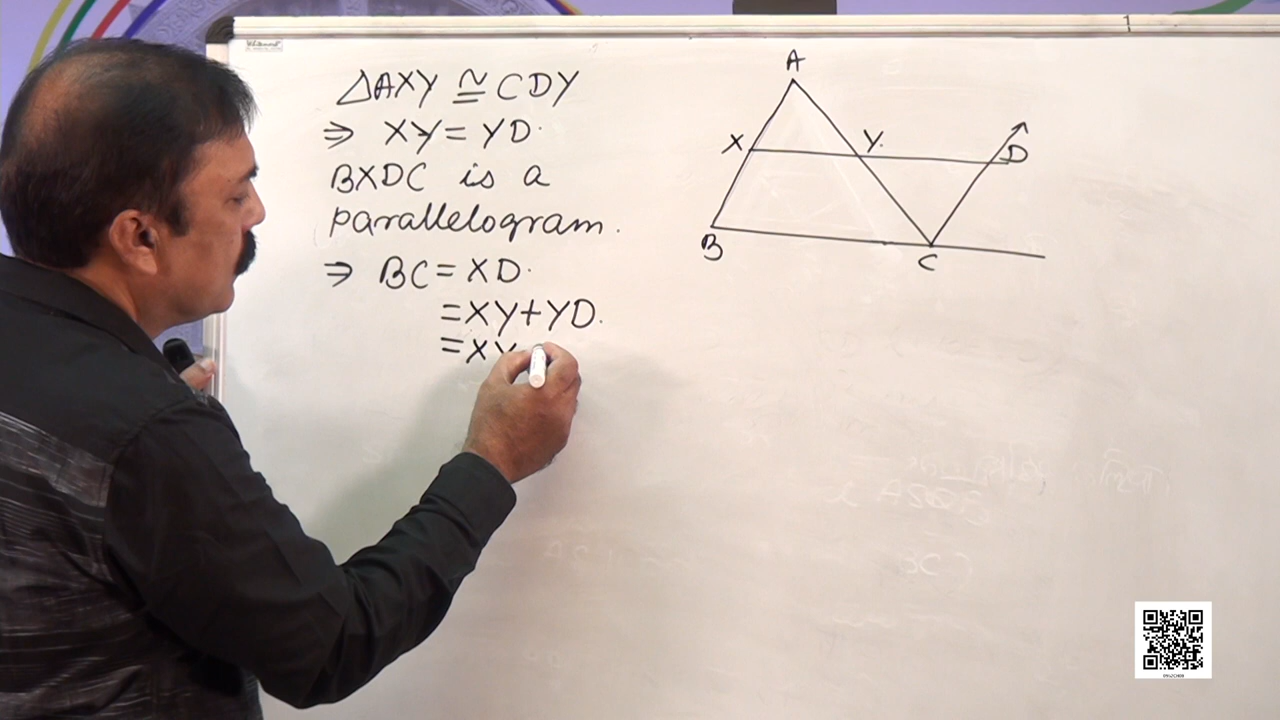 △AXY ≅ CDY
⇒ XY = YD.
BXDC is a
parallelogram.
⇒ BC = XD.
= XY + YD.
= XY
A
X
Y.
D
B
C